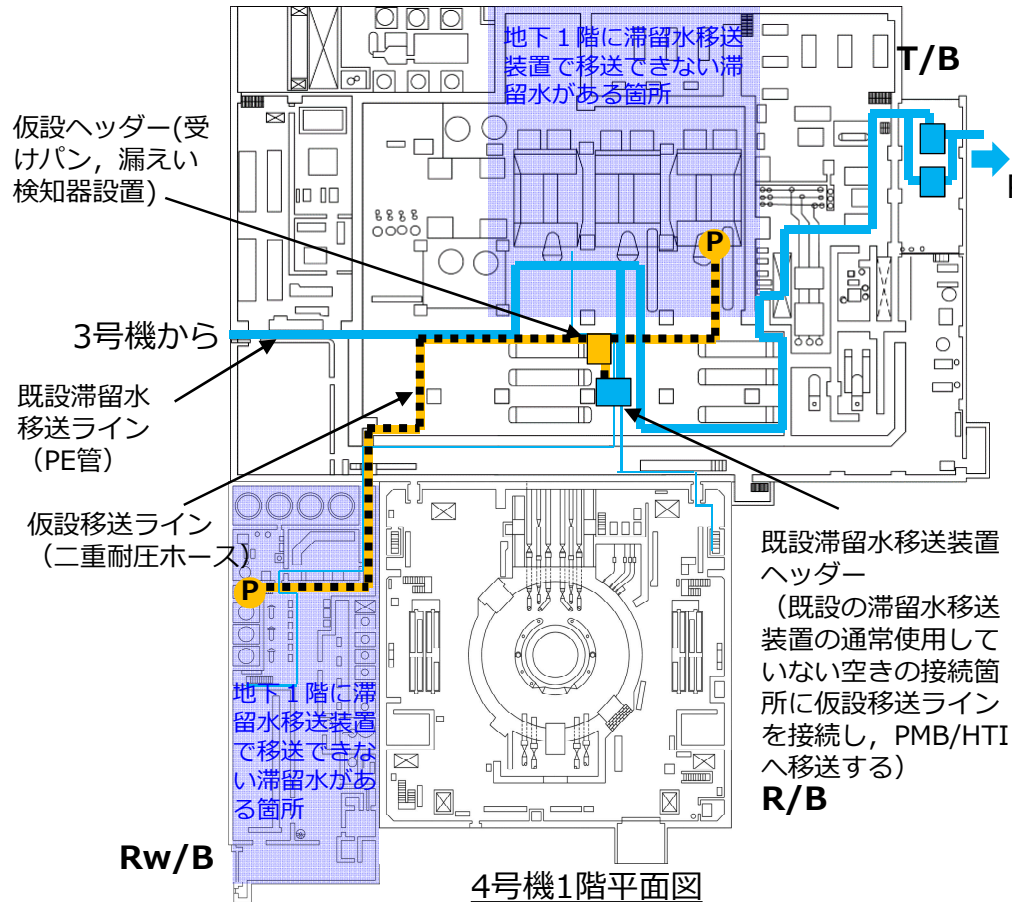 地下１階に滞留水移送
装置で移送できない滞
留水がある箇所
T/B
仮設ヘッダー(受
けパン，漏えい
検知器設置)
P
3号機から
既設滞留水
移送ライン
（PE管）
仮設移送ライン
（二重耐圧ホース）
P
既設滞留水移送装置
ヘッダー
（既設の滞留水移送
装置の通常使用して
いない空きの接続箇
所に仮設移送ライン
を接続し，PMB/HTI
へ移送する）
R/B
地下１階に滞
留水移送装置
で移送できな
い滞留水があ
る箇所
Rw/B
4号機1階平面図